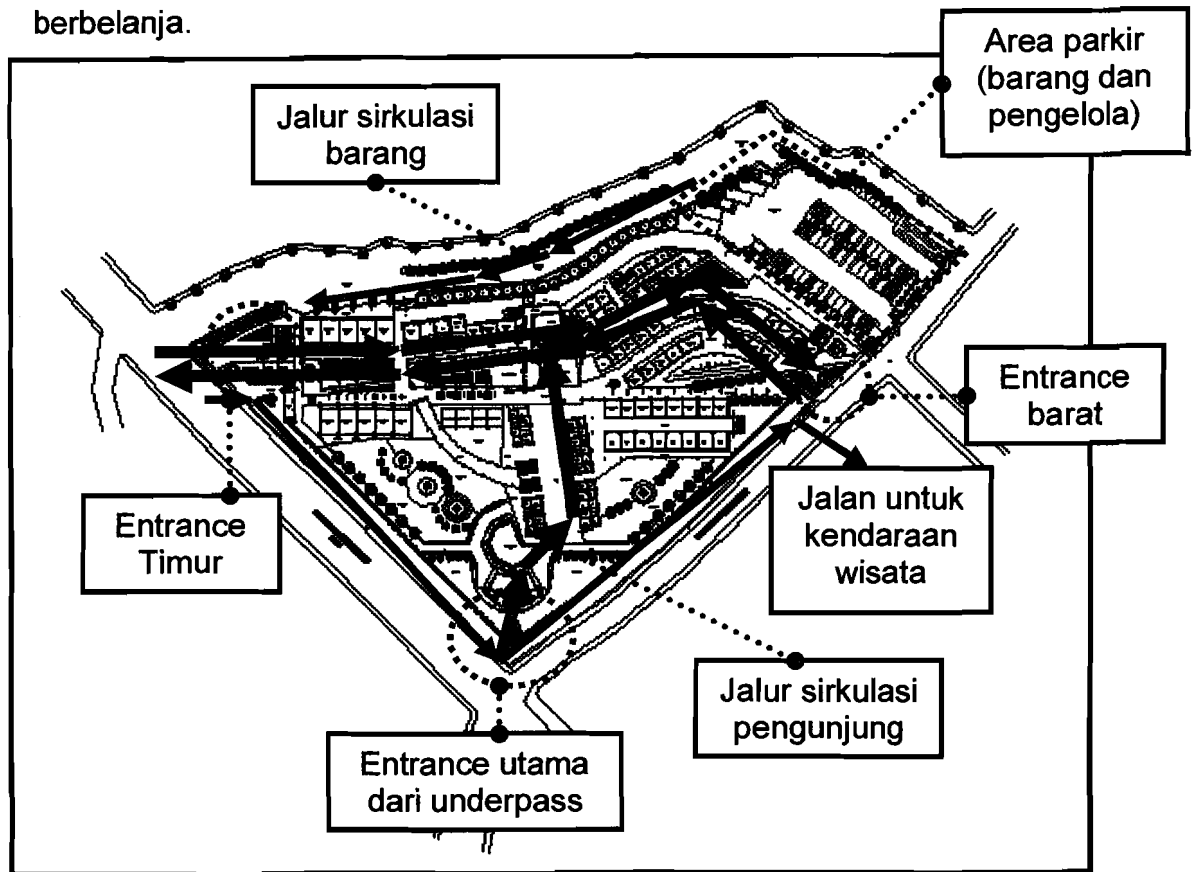 berbelanja.
Area parkir
(barang dan
pengelola)
Jalur sirkulasi
barang
Entrance
barat
Entrance
Timur
Jalan untuk
kendaraan
wisata
Jalur sirkulasi
pengunjung
Entrance utama
dari underpass